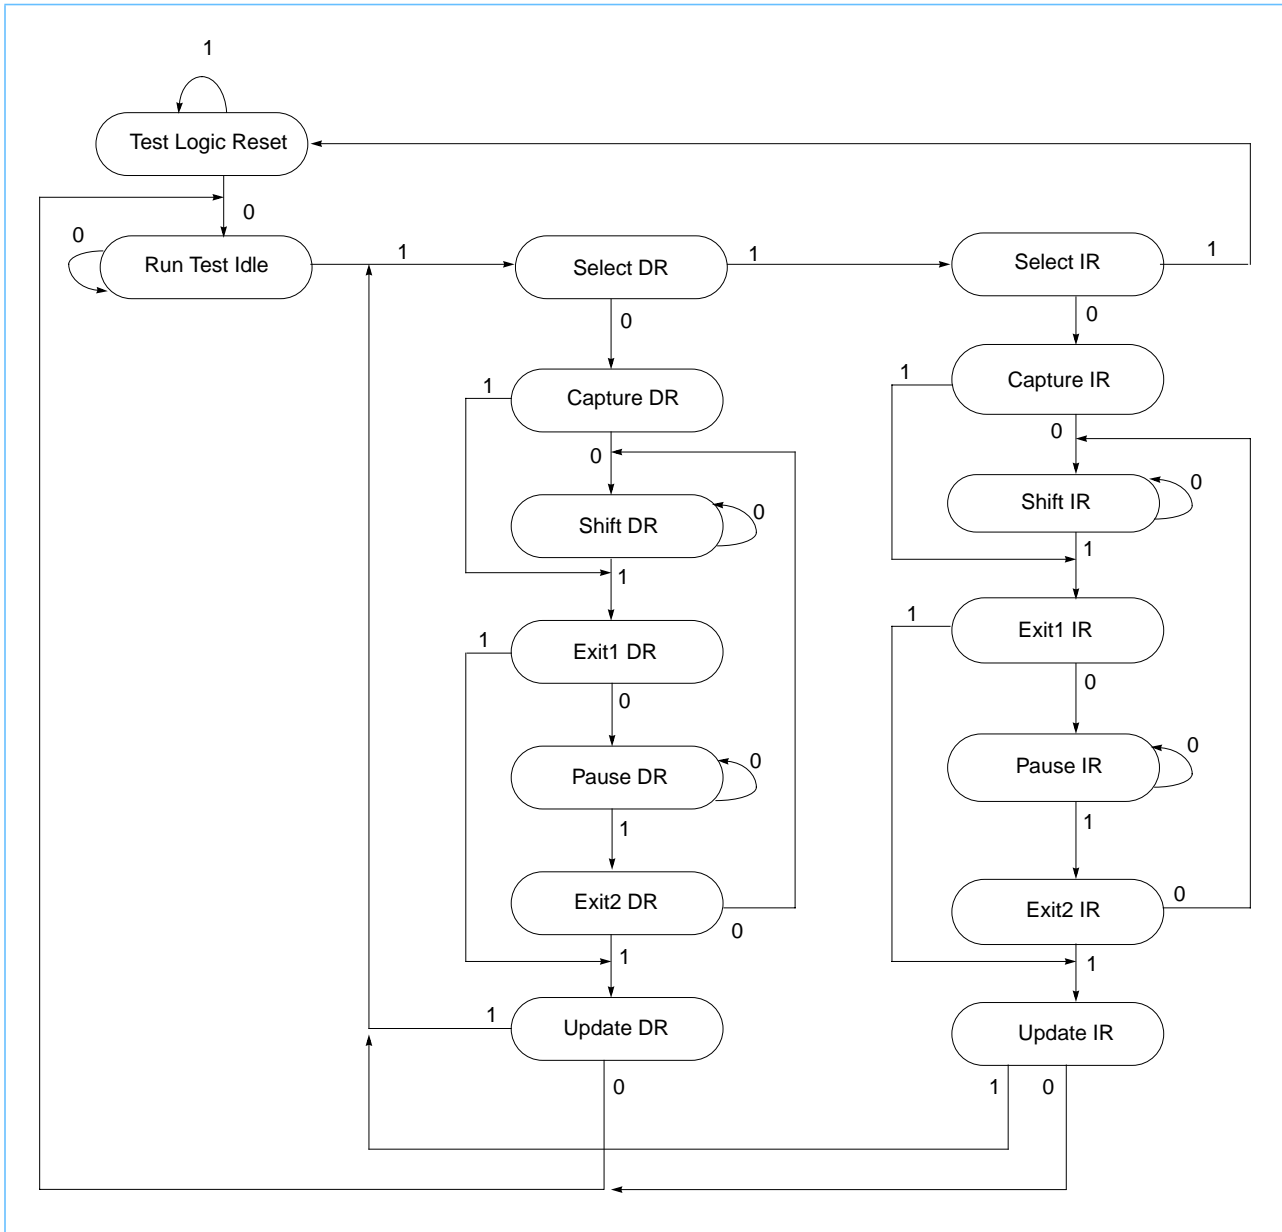 1
Test Logic Reset
0
0
Run Test Idle
1
Select DR
1
Select IR
1
0
0
1
Capture DR
1
Capture IR
0
0
Shift DR
0
Shift IR
0
1
1
1
Exit1 DR
1
Exit1 IR
0
0
Pause DR
0
Pause IR
0
1
1
Exit2 DR
0
Exit2 IR
0
1
1
1
Update DR
Update IR
0
1
0